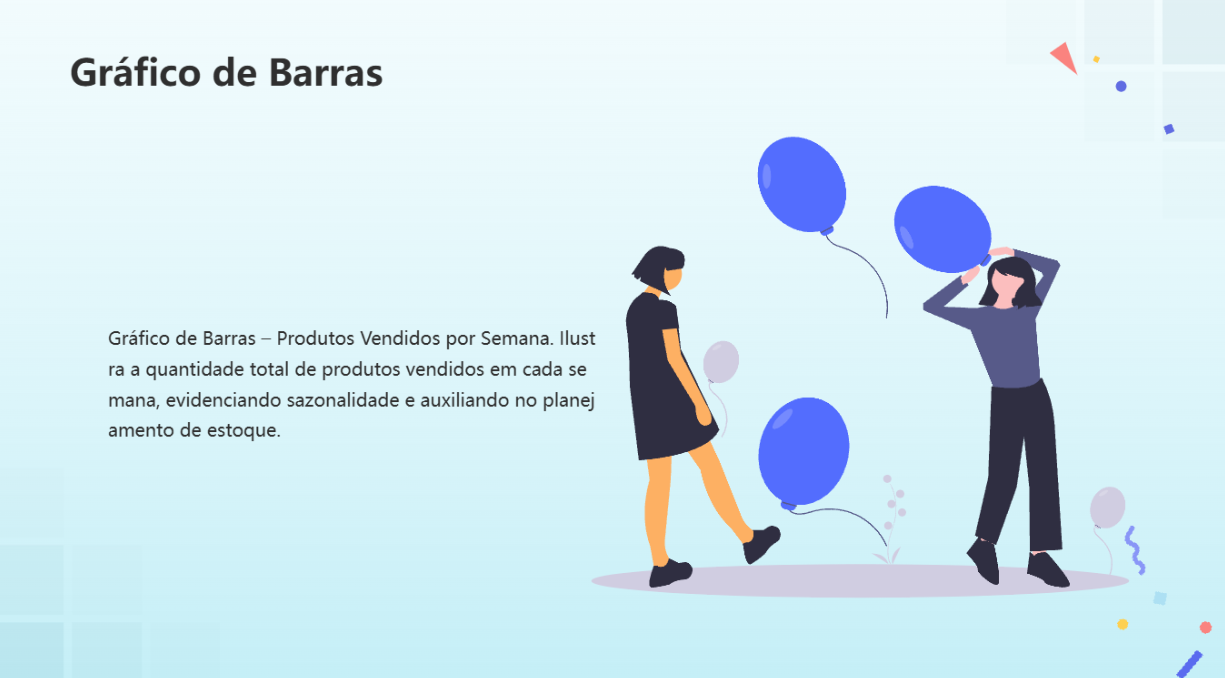 Gráfico de Barras
Gráfico de Barras – Produtos Vendidos por Semana. Ilust
ra a quantidade total de produtos vendidos em cada se
mana, evidenciando sazonalidade e auxiliando no planej
amento de estoque.